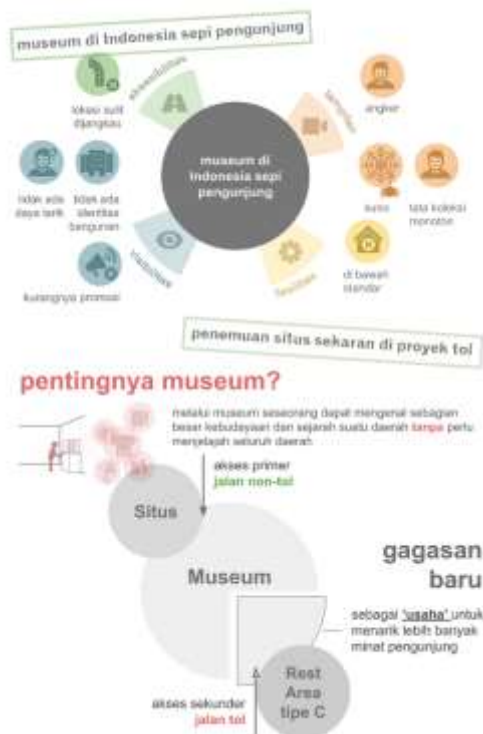 museum di Indonesia sepi pengunjung
aksesibilitas
lokasi sulit
dijangkau
tampilan
angker
museum di
Indonesia sepi
pengunjung
tidak ada
daya tarik
tidak ada
identitas
bangunan
kuno
tata koleksi
monoton
visibilitas
kurangnya promosi
fasilitas
di bawah
standar
penemuan situs sekaran di proyek tol
pentingnya museum?
melalui museum seseorang dapat mengenal sebagian
besar kebudayaan dan sejarah suatu daerah tanpa perlu
menjelajah seluruh daerah
akses primer
jalan non-tol
Situs
Museum
gagasan
baru
sebagai 'usaha' untuk
menarik lebih banyak
minat pengunjung
Rest
Area
tipe C
akses sekunder
jalan tol